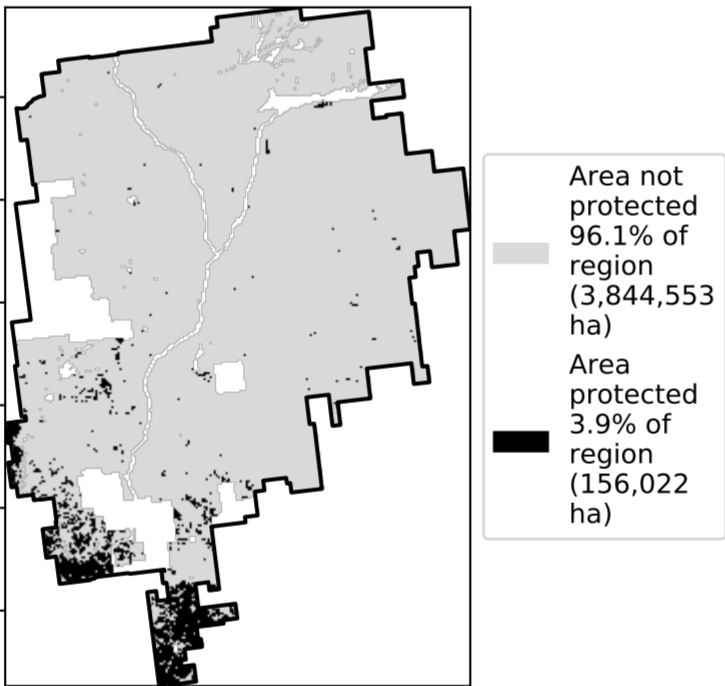 Area not
protected
96.1% of
region
(3,844,553
ha)
Area
protected
3.9% of
region
(156,022
ha)